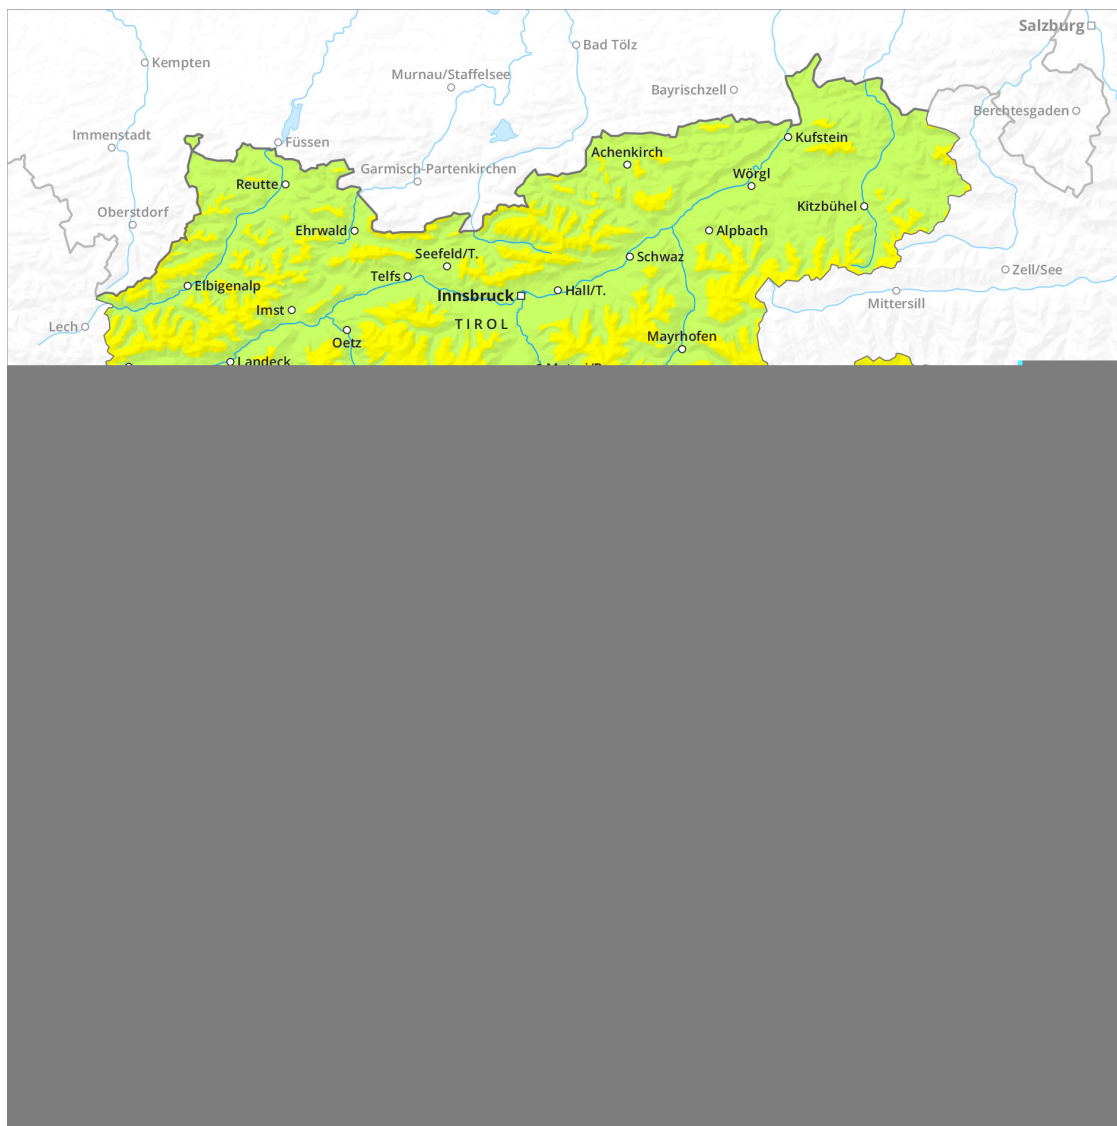 Salzburg
Bad Tölz
Kempten
Murnau/Staffelsee
Bayrischzell
Berchtesgaden
Immenstadt
Kufstein
Füssen
Achenkirch
Garmisch-Partenkirchen
Wörgl
Reutte
Kitzbühel
Oberstdorf
Ehrwald
Alpbach
Seefeld/T.
Schwaz
Zell/See
Telfs
Elbigenalp
Hall/T.
Innsbruck
Mittersill
Imst
TIROL
Lech
Mayrhofen
Oetz
Landeck